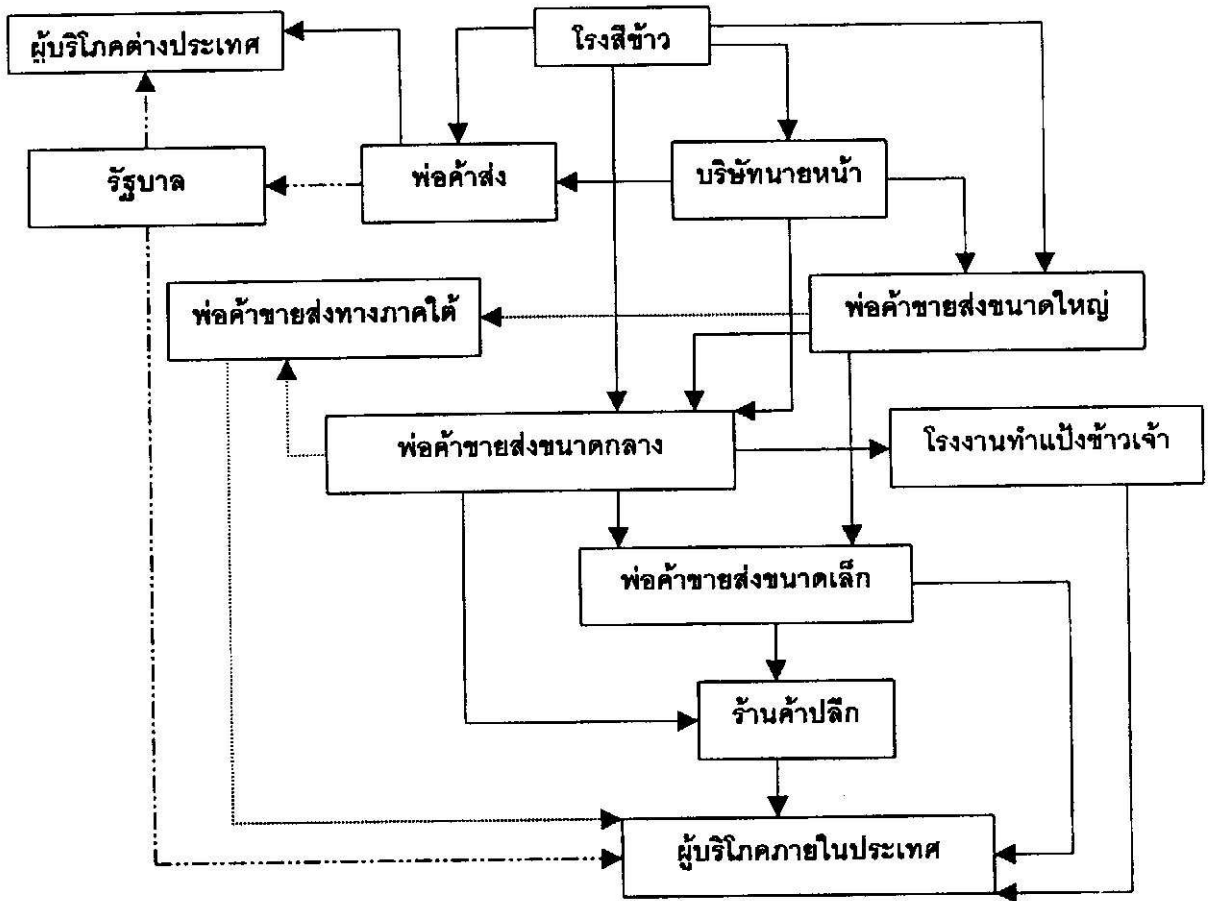 ผู้บริโภคต่างประเทศ
โรงสีข้าว
รัฐบาล
พ่อค้าส่ง
บริษัทนายหน้า
พ่อค้าขายส่งทางภาคใต้
พ่อค้าขายส่งขนาดใหญ่
พ่อค้าขายส่งขนาดกลาง
โรงงานทำแป้งข้าวเจ้า
พ่อค้าขายส่งขนาดเล็ก
ร้านค้าปลีก
ผู้บริโภคภายในประเทศ